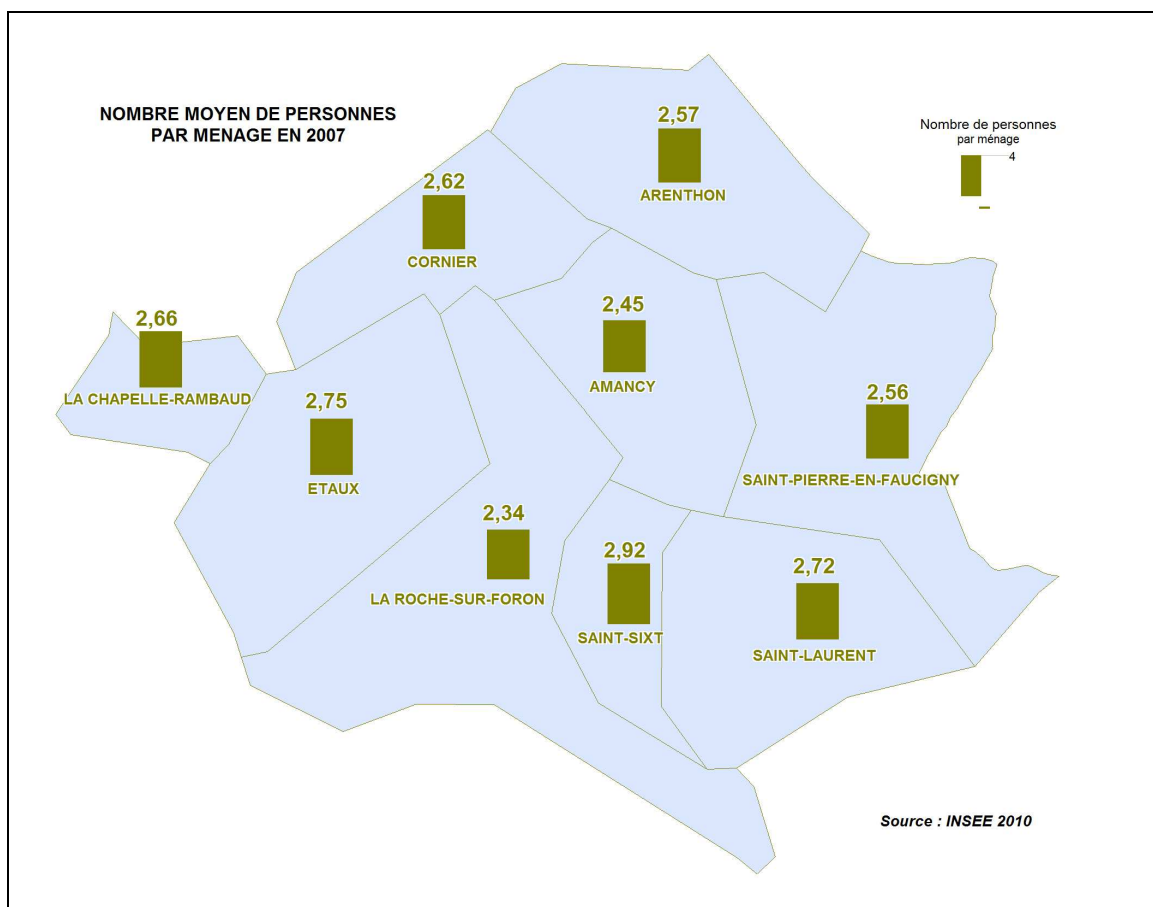 NOMBRE MOYEN DE PERSONNES
PAR MENAGE EN 2007
Nombre de personnes
par ménage
4
2,57
ARENTHON
2,62
CORNIER
2,66
LA CHAPELLE-RAMBAUD
2,45
AMANCY
2,75
ETAUX
2,56
SAINT-PIERRE-EN-FAUCIGNY
2,34
LA ROCHE-SUR-FORON
2,92
SAINT-SIXT
2,72
SAINT-LAURENT
Source : INSEE 2010